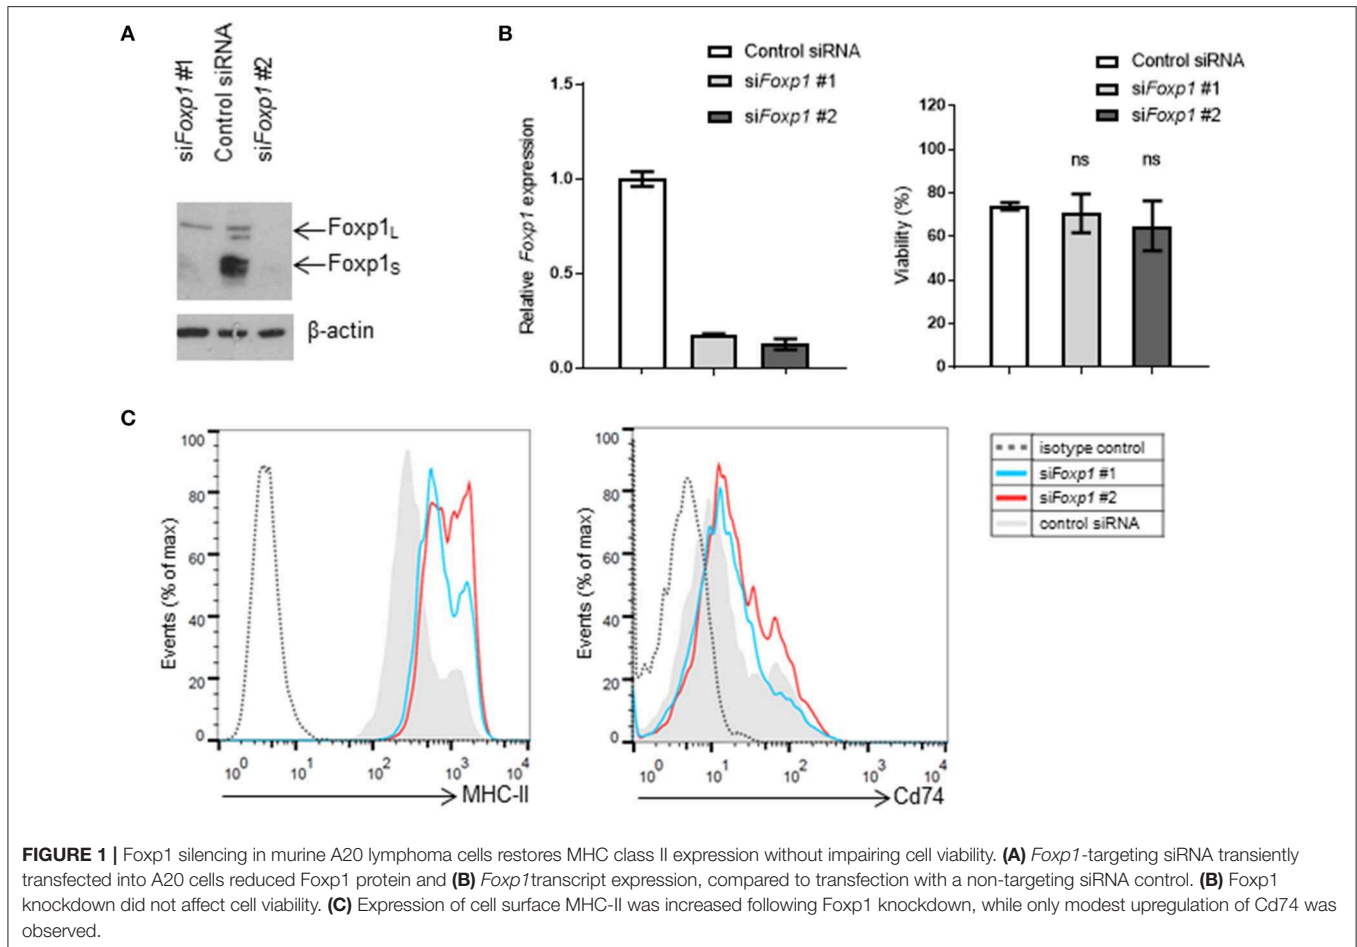 A
siFoxp1 #1
Control siRNA
siFoxp1 #2
Foxp1L
Foxp1S
β-actin
B
Control siRNA
siFoxp1 #1
siFoxp1 #2
Relative Foxp1 expression
1.5
1.0
0.5
0.0
Control siRNA
siFoxp1 #1
siFoxp1 #2
Viability (%)
120
100
80
60
40
20
0
ns
ns
C
Events (% of max)
100
80
60
40
20
0
100
101
102
103
104
MHC-II
Events (% of max)
100
80
60
40
20
0
100
101
102
103
104
Cd74
isotype control
siFoxp1 #1
siFoxp1 #2
control siRNA
FIGURE 1 | Foxp1 silencing in murine A20 lymphoma cells restores MHC class II expression without impairing cell viability. (A) Foxp1-targeting siRNA transiently
transfected into A20 cells reduced Foxp1 protein and (B) Foxp1transcript expression, compared to transfection with a non-targeting siRNA control. (B) Foxp1
knockdown did not affect cell viability. (C) Expression of cell surface MHC-II was increased following Foxp1 knockdown, while only modest upregulation of Cd74 was
observed.